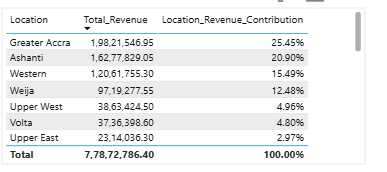 Location Total_Revenue Location_Revenue_Contribution
Greater Accra 1,98,21,546.95 25.45%
Ashanti 1,62,77,829.05 20.90%
Western 1,20,61,755.30 15.49%
Weija 97,19,277.55 12.48%
Upper West 38,63,424.50 4.96%
Volta 37,36,398.60 4.80%
Upper East 23,14,036.30 2.97%
Total 7,78,72,786.40 100.00%